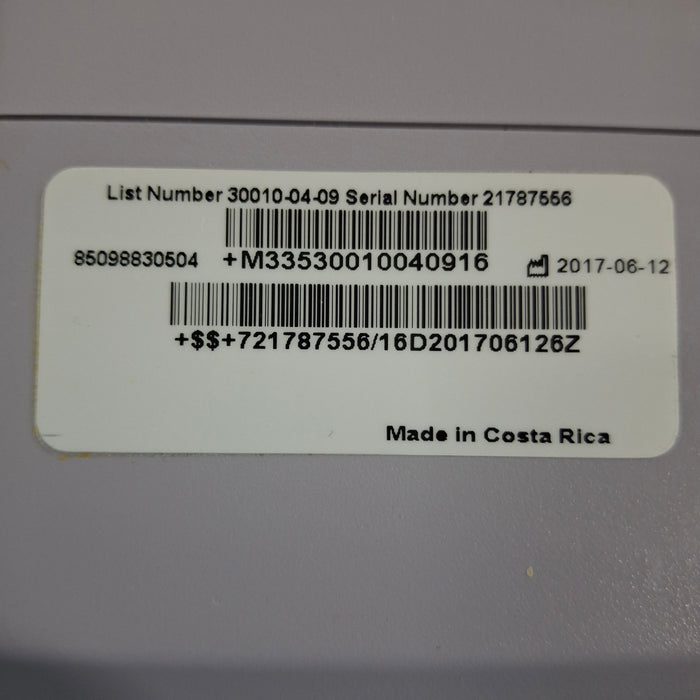 List Number 30010-04-09 Serial Number 21787556
85098830504 +M33530010040916 2017-06-12
+$$+721787556/16D201706126Z
Made in Costa Rica